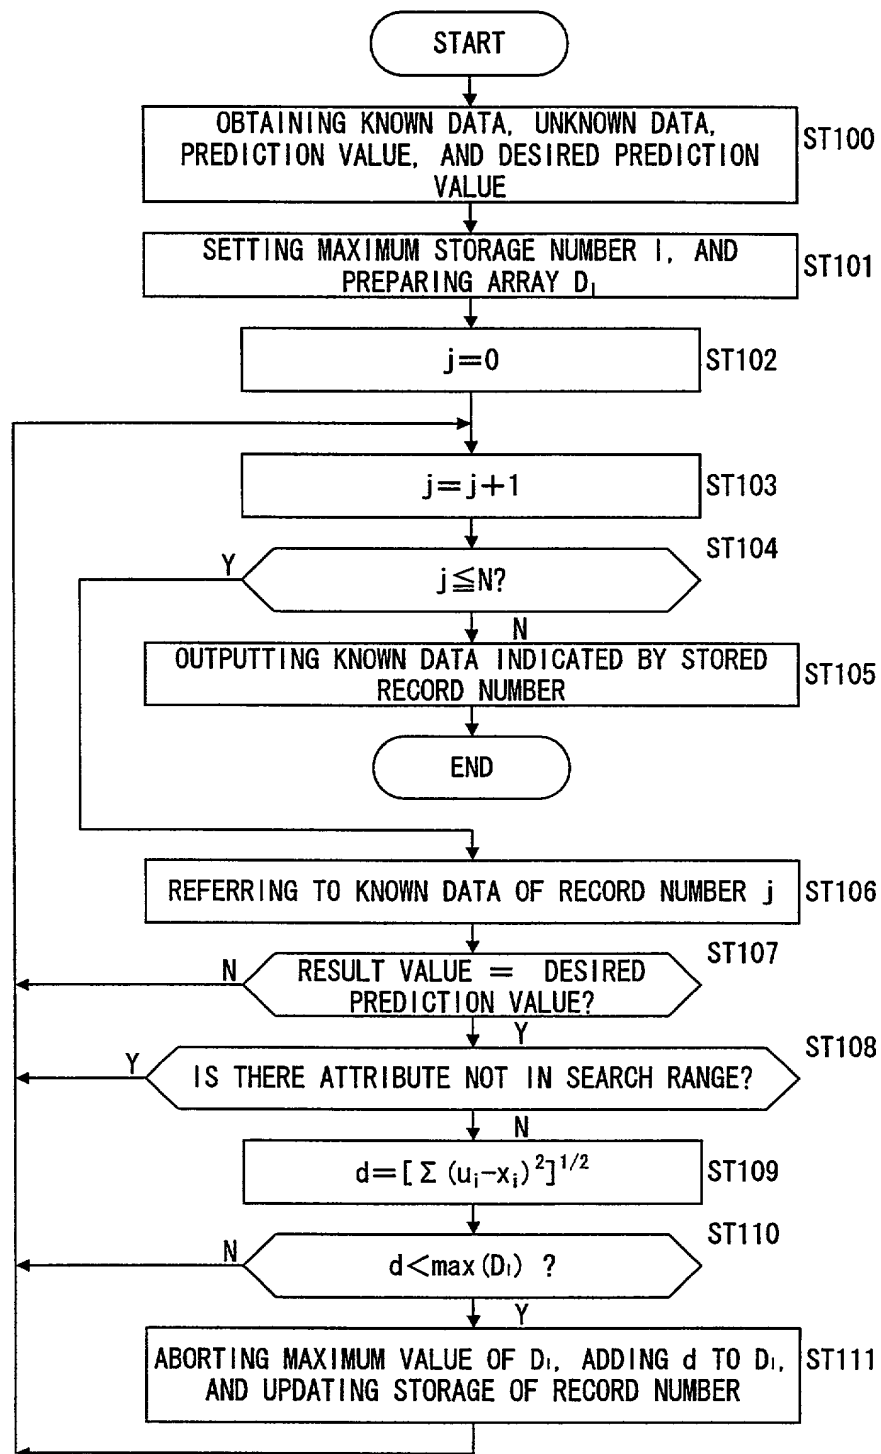 START
OBTAINING KNOWN DATA, UNKNOWN DATA,
PREDICTION VALUE, AND DESIRED PREDICTION
VALUE
ST100
SETTING MAXIMUM STORAGE NUMBER l, AND
PREPARING ARRAY Dl
ST101
j=0
ST102
j=j+1
ST103
ST104
Y
j≦N?
N
OUTPUTTING KNOWN DATA INDICATED BY STORED
RECORD NUMBER
ST105
END
REFERRING TO KNOWN DATA OF RECORD NUMBER j
ST106
ST107
N
RESULT VALUE = DESIRED
PREDICTION VALUE?
Y
ST108
Y
IS THERE ATTRIBUTE NOT IN SEARCH RANGE?
N
d=[Σ(ui-xi)²]1/2
ST109
ST110
N
d<max(Dl) ?
Y
ABORTING MAXIMUM VALUE OF Dl, ADDING d TO Dl,
AND UPDATING STORAGE OF RECORD NUMBER
ST111